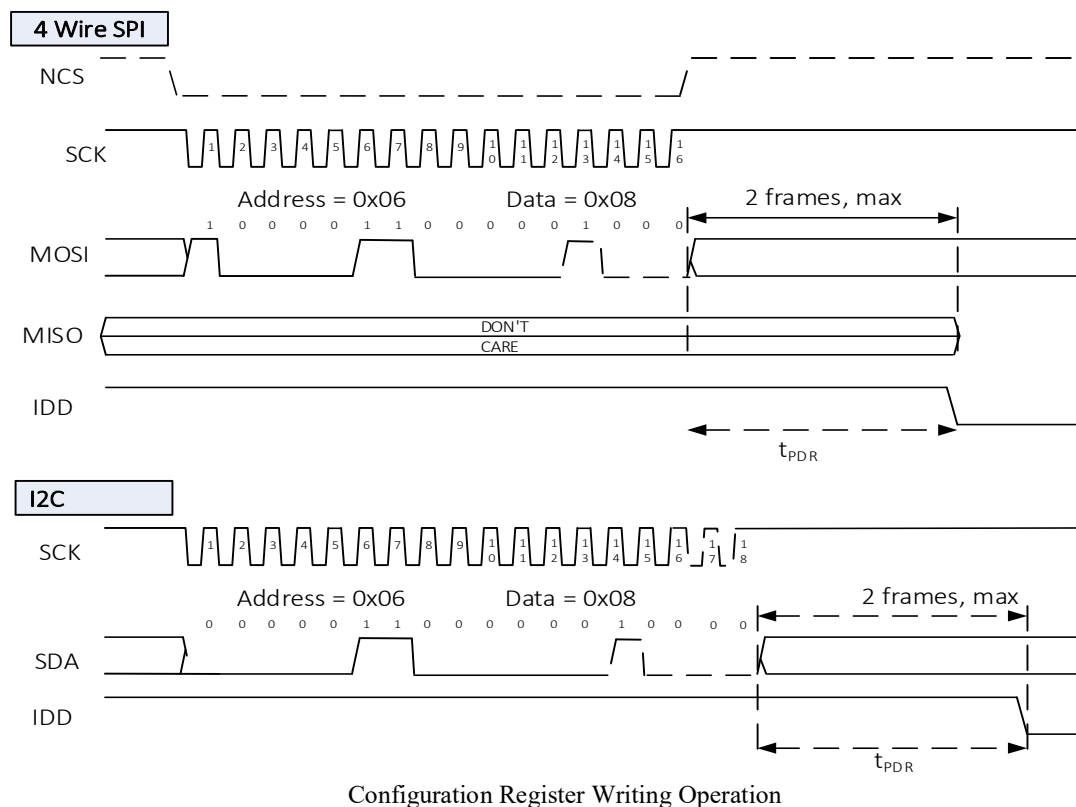 4 Wire SPI
NCS
SCK
1 2 3 4 5 6 7 8 9 10 11 12 13 14 15 16
Address = 0x06 Data = 0x08 2 frames, max
1 0 0 0 0 1 1 0 0 0 0 0 1 0 0 0
MOSI
DON'T
MISO
CARE
IDD
tPDR
I2C
SCK
1 2 3 4 5 6 7 8 9 10 11 12 13 14 15 16 17 18
Address = 0x06 Data = 0x08 2 frames, max
0 0 0 0 0 1 1 0 0 0 0 0 0 1 0 0 0 0
SDA
IDD
tPDR
Configuration Register Writing Operation